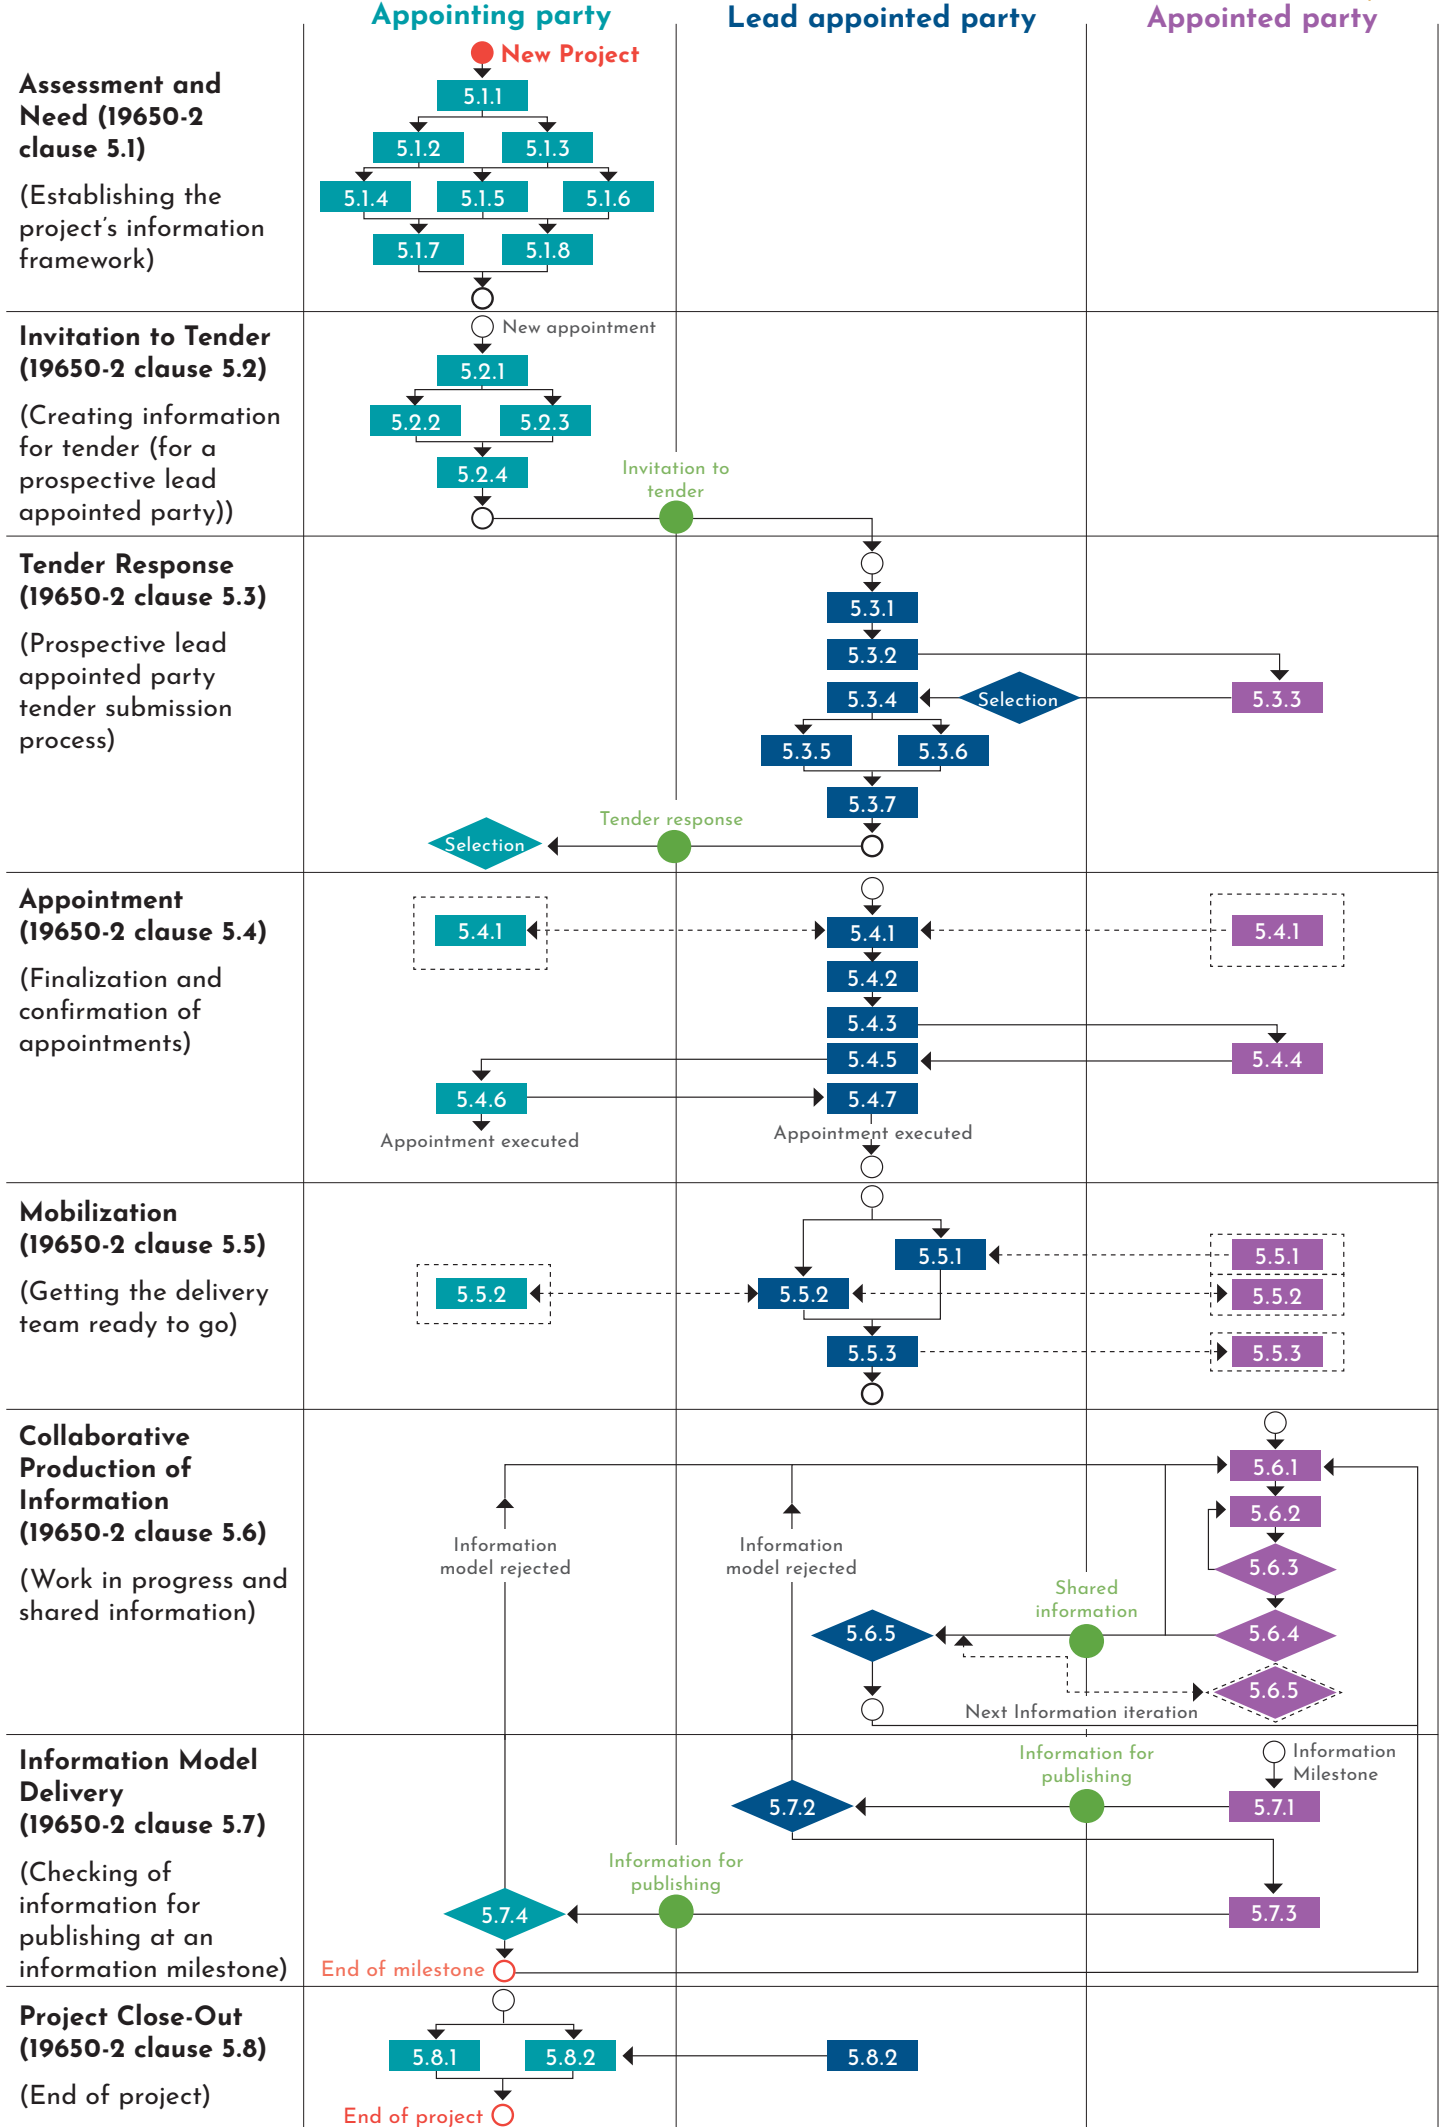 Appointing party
Lead appointed party
Appointed party
New Project
Assessment and
Need (19650-2
clause 5.1)
(Establishing the
project's information
framework)
5.1.1
5.1.2
5.1.3
5.1.4
5.1.5
5.1.6
5.1.7
5.1.8
Invitation to Tender
(19650-2 clause 5.2)
(Creating information
for tender (for a
prospective lead
appointed party))
New appointment
5.2.1
5.2.2
5.2.3
5.2.4
Invitation to
tender
Tender Response
(19650-2 clause 5.3)
(Prospective lead
appointed party
tender submission
process)
5.3.1
5.3.2
5.3.4
Selection
5.3.3
5.3.5
5.3.6
5.3.7
Tender response
Selection
Appointment
(19650-2 clause 5.4)
(Finalization and
confirmation of
appointments)
5.4.1
5.4.1
5.4.1
5.4.2
5.4.3
5.4.5
5.4.4
5.4.6
5.4.7
Appointment executed
Appointment executed
Mobilization
(19650-2 clause 5.5)
(Getting the delivery
team ready to go)
5.5.1
5.5.1
5.5.2
5.5.2
5.5.2
5.5.3
5.5.3
Collaborative
Production of
Information
(19650-2 clause 5.6)
(Work in progress and
shared information)
Information
model rejected
Information
model rejected
5.6.1
5.6.2
5.6.3
Shared
information
5.6.5
5.6.4
5.6.5
Next Information iteration
Information Model
Delivery
(19650-2 clause 5.7)
(Checking of
information for
publishing at an
information milestone)
Information for
publishing
Information
Milestone
5.7.2
5.7.1
Information for
publishing
5.7.4
5.7.3
End of milestone
Project Close-Out
(19650-2 clause 5.8)
(End of project)
5.8.1
5.8.2
5.8.2
End of project